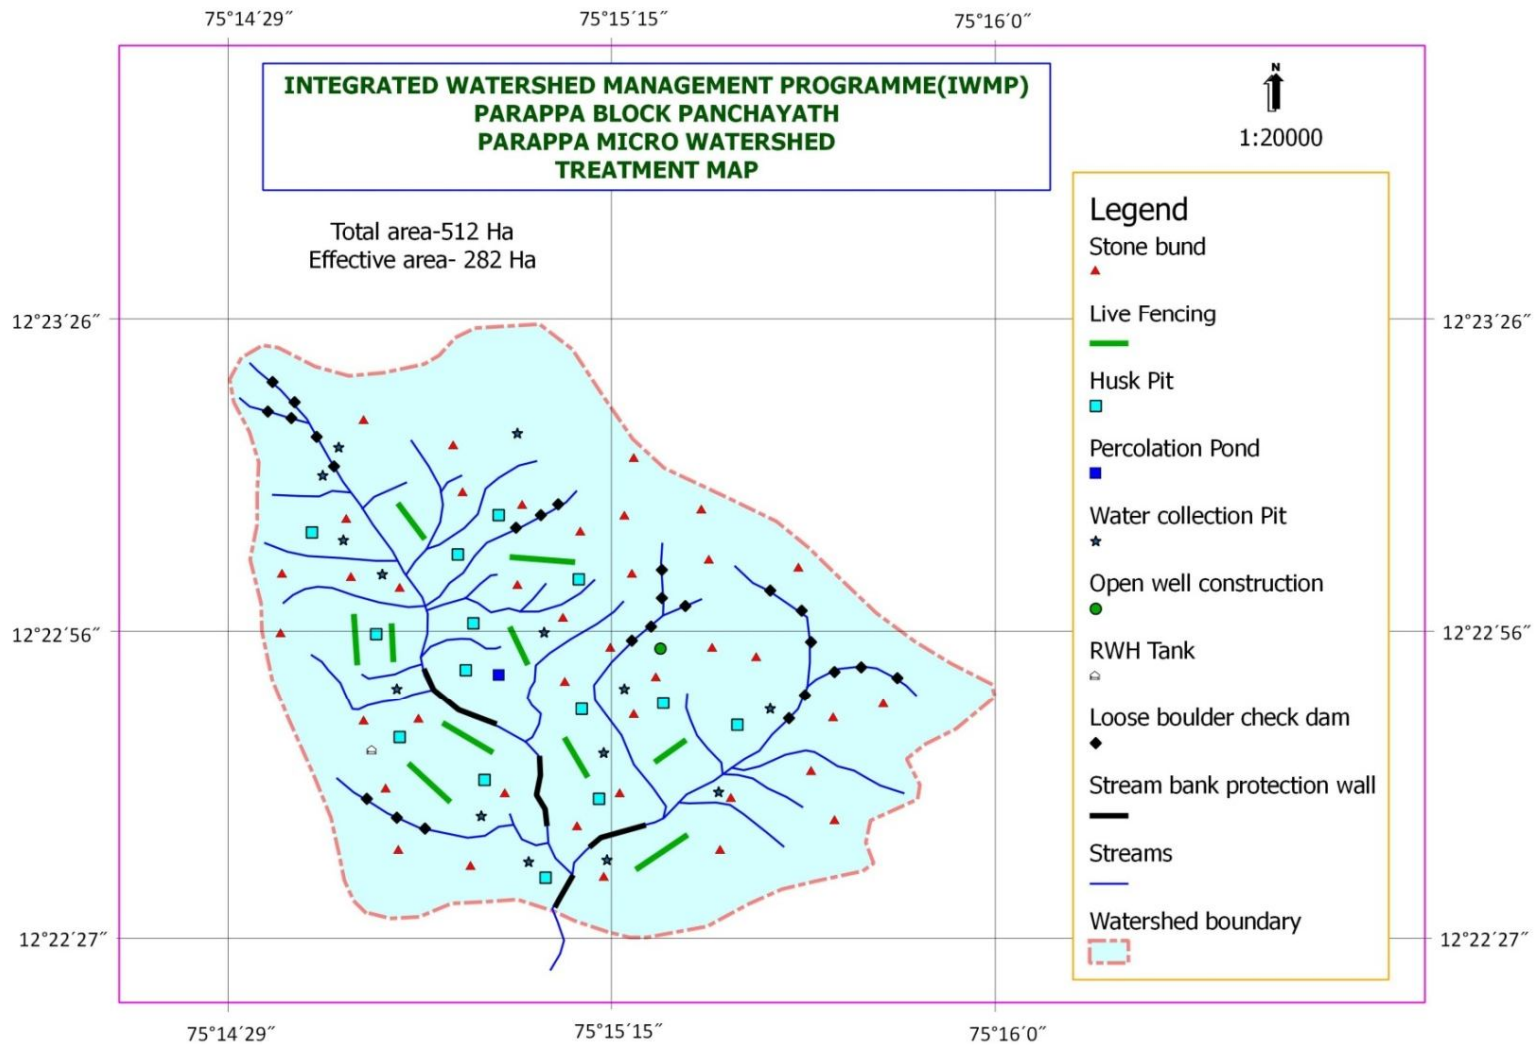 75°14´29˝
75°15´15˝
75°16´0˝
INTEGRATED WATERSHED MANAGEMENT PROGRAMME(IWMP)
PARAPPA BLOCK PANCHAYATH
PARAPPA MICRO WATERSHED
TREATMENT MAP
N
1:20000
Total area-512 Ha
Effective area- 282 Ha
Legend
Stone bund
Live Fencing
Husk Pit
Percolation Pond
Water collection Pit
Open well construction
RWH Tank
Loose boulder check dam
Stream bank protection wall
Streams
Watershed boundary
12°23´26˝
12°23´26˝
12°22´56˝
12°22´56˝
12°22´27˝
12°22´27˝
75°14´29˝
75°15´15˝
75°16´0˝